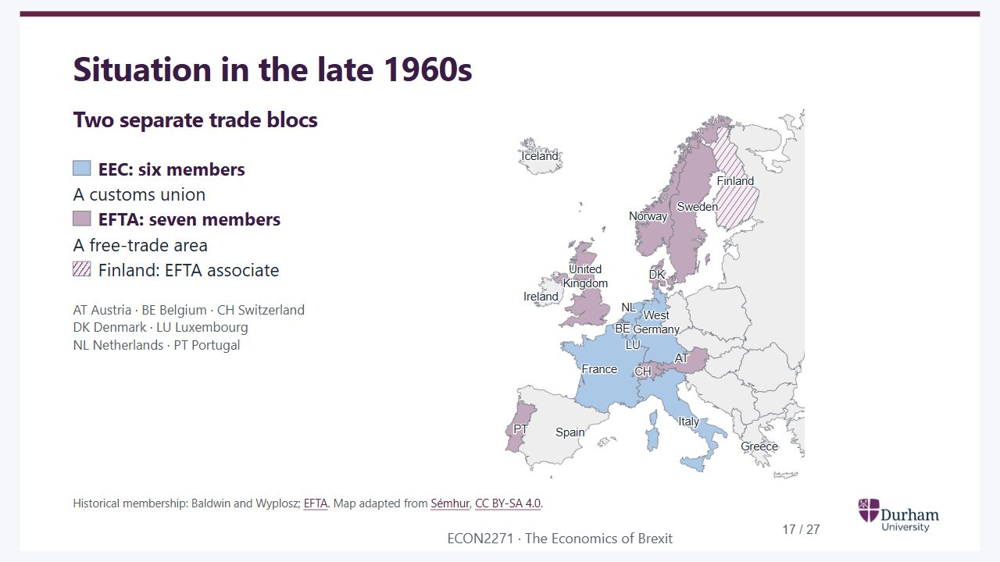 Situation in the late 1960s
Two separate trade blocs
EEC: six members
A customs union
EFTA: seven members
A free-trade area
Finland: EFTA associate
AT Austria · BE Belgium · CH Switzerland
DK Denmark · LU Luxembourg
NL Netherlands · PT Portugal
Iceland
Finland
Sweden
Norway
United
Kingdom
DK
Ireland
NL
West
BE Germany
LU
AT
France
CH
Italy
PT
Spain
Greece
Historical membership: Baldwin and Wyplosz; EFTA. Map adapted from Sémhur, CC BY-SA 4.0.
ECON2271 · The Economics of Brexit
17 / 27
Durham
University